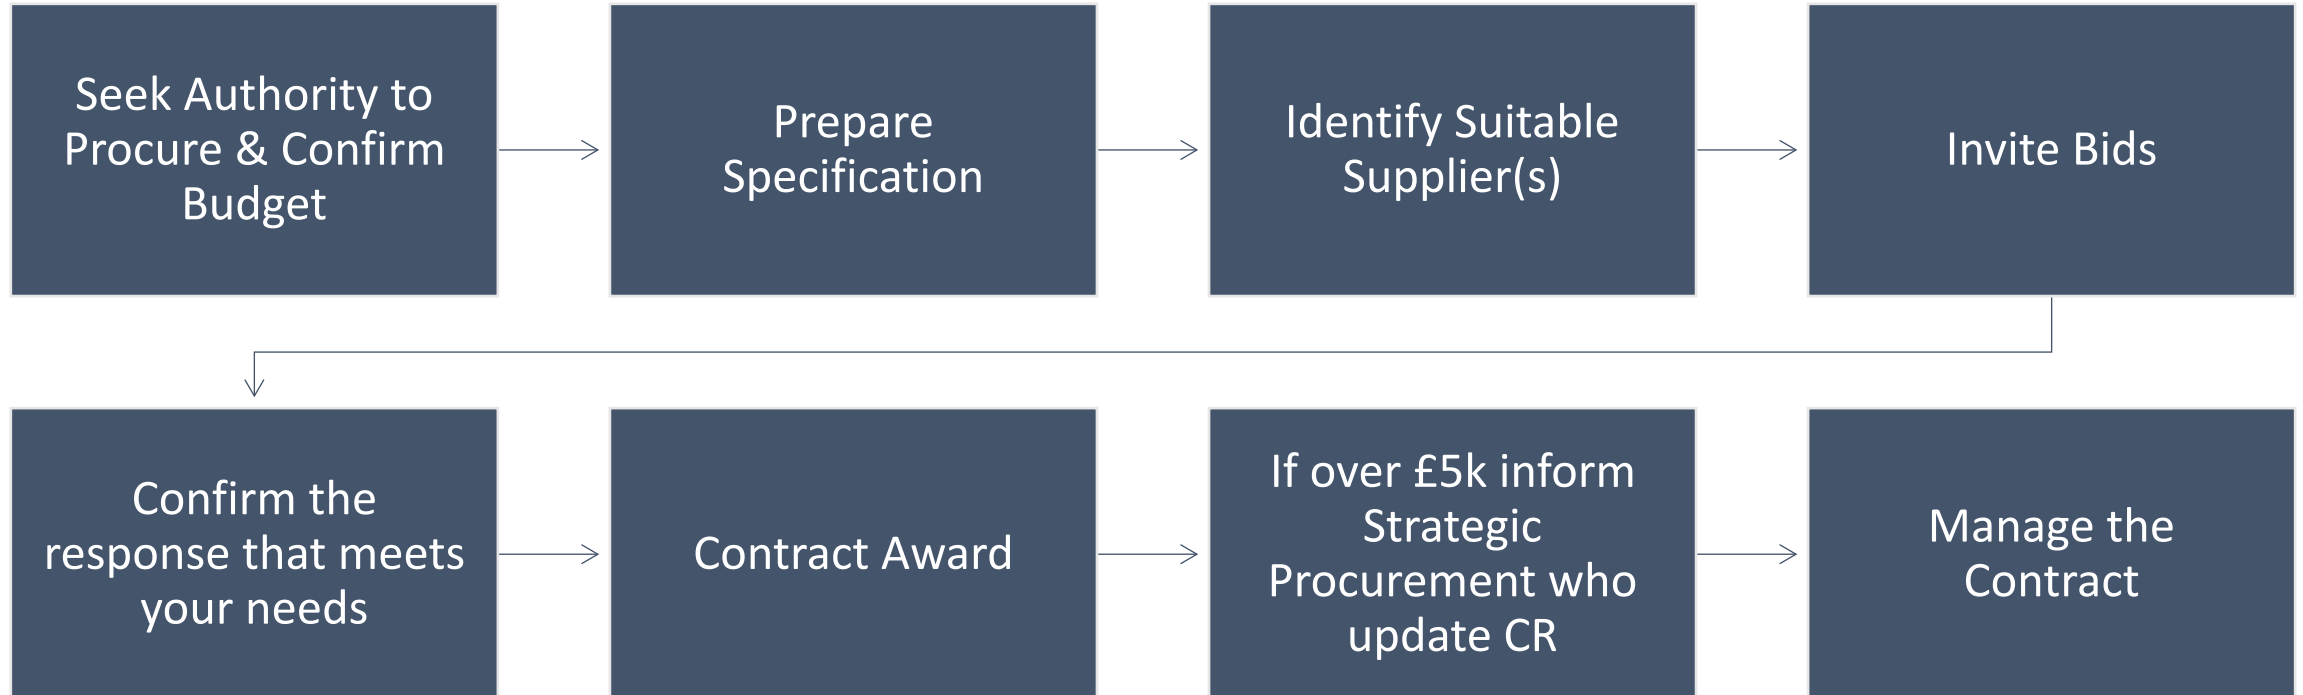 Seek Authority to
Procure & Confirm
Budget
Prepare
Specification
Identify Suitable
Supplier(s)
Invite Bids
Confirm the
response that meets
your needs
Contract Award
If over £5k inform
Strategic
Procurement who
update CR
Manage the
Contract